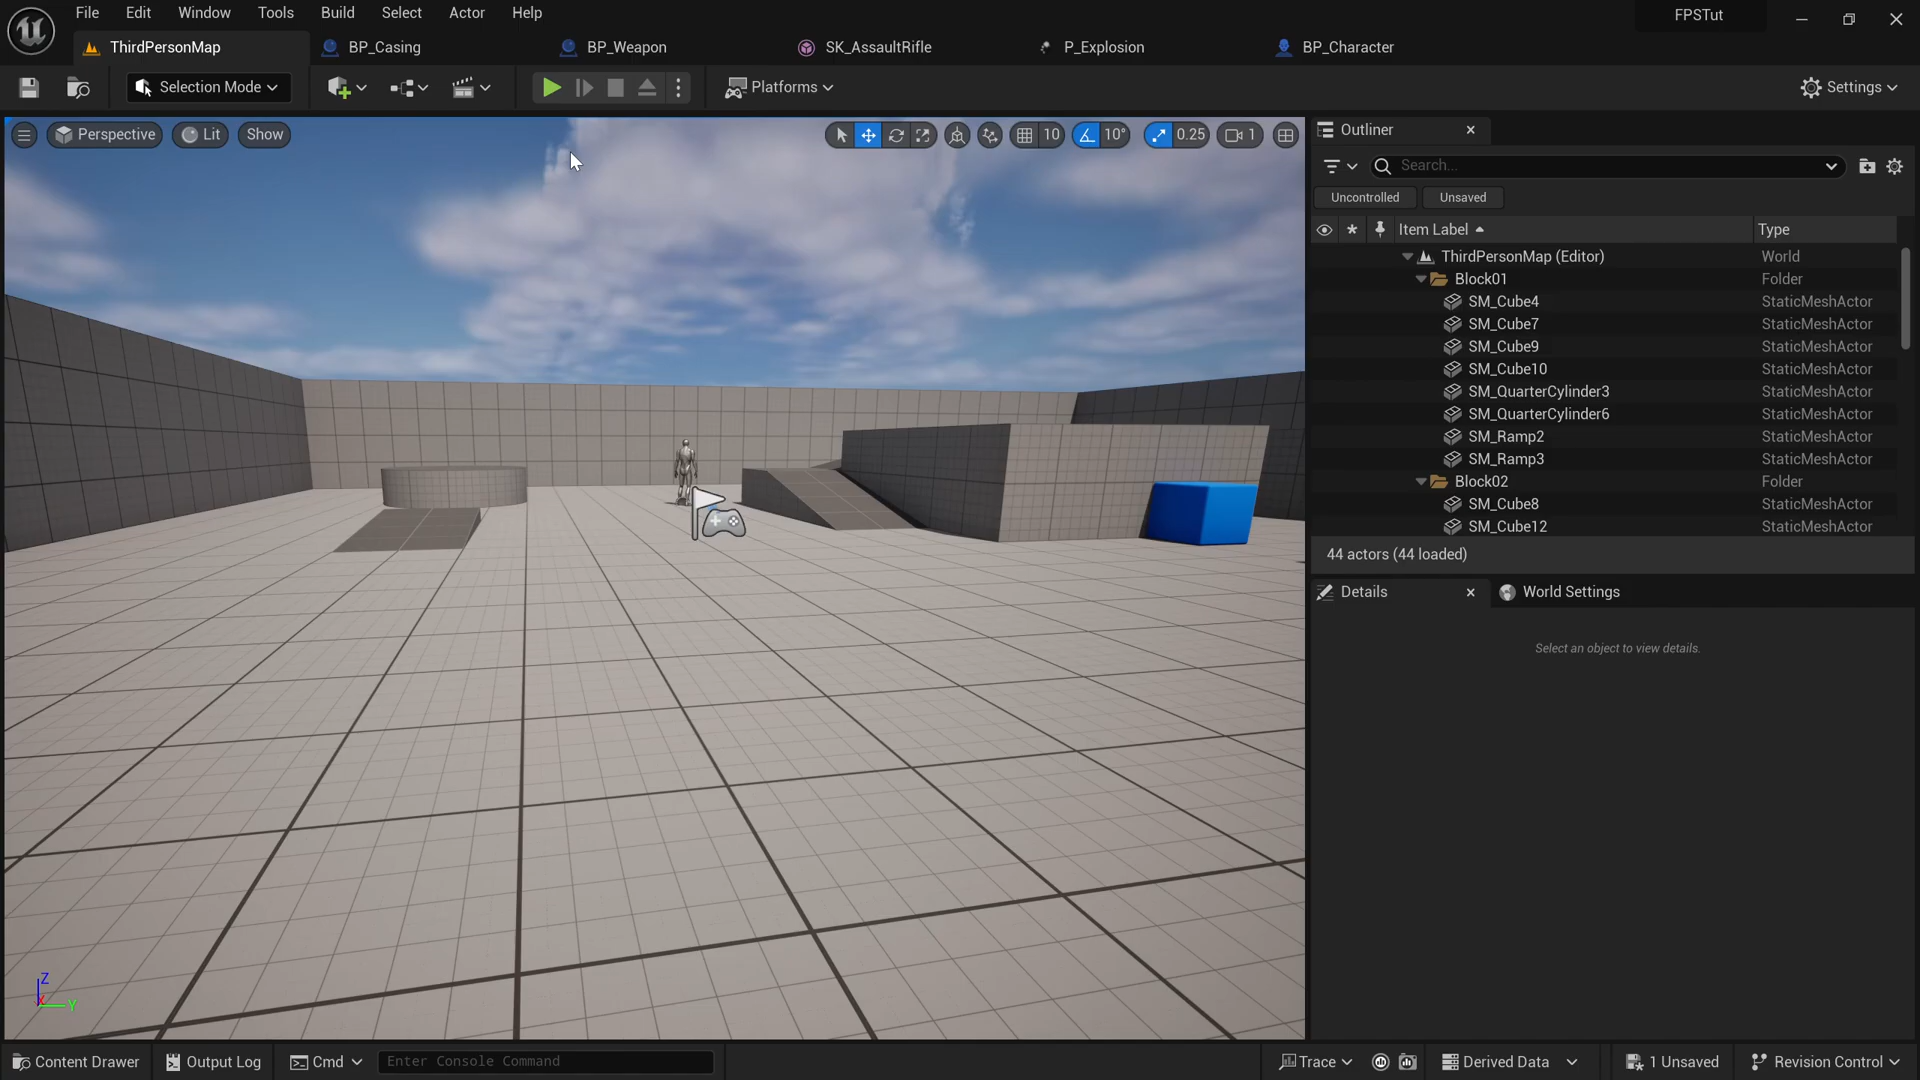 File Edit Window Tools Build Select Actor Help
FPSTut
ThirdPersonMap
BP_Casing
BP_Weapon
SK_AssaultRifle
P_Explosion
BP_Character
Selection Mode
Platforms
Settings
Perspective
Lit
Show
10
10°
0.25
1
Outliner
Search...
Uncontrolled
Unsaved
Item Label
Type
ThirdPersonMap (Editor) World
Block01 Folder
SM_Cube4 StaticMeshActor
SM_Cube7 StaticMeshActor
SM_Cube9 StaticMeshActor
SM_Cube10 StaticMeshActor
SM_QuarterCylinder3 StaticMeshActor
SM_QuarterCylinder6 StaticMeshActor
SM_Ramp2 StaticMeshActor
SM_Ramp3 StaticMeshActor
Block02 Folder
SM_Cube8 StaticMeshActor
SM_Cube12 StaticMeshActor
44 actors (44 loaded)
Details
World Settings
Select an object to view details.
Z
X
Y
Content Drawer
Output Log
Cmd
Enter Console Command
Trace
Derived Data
1 Unsaved
Revision Control